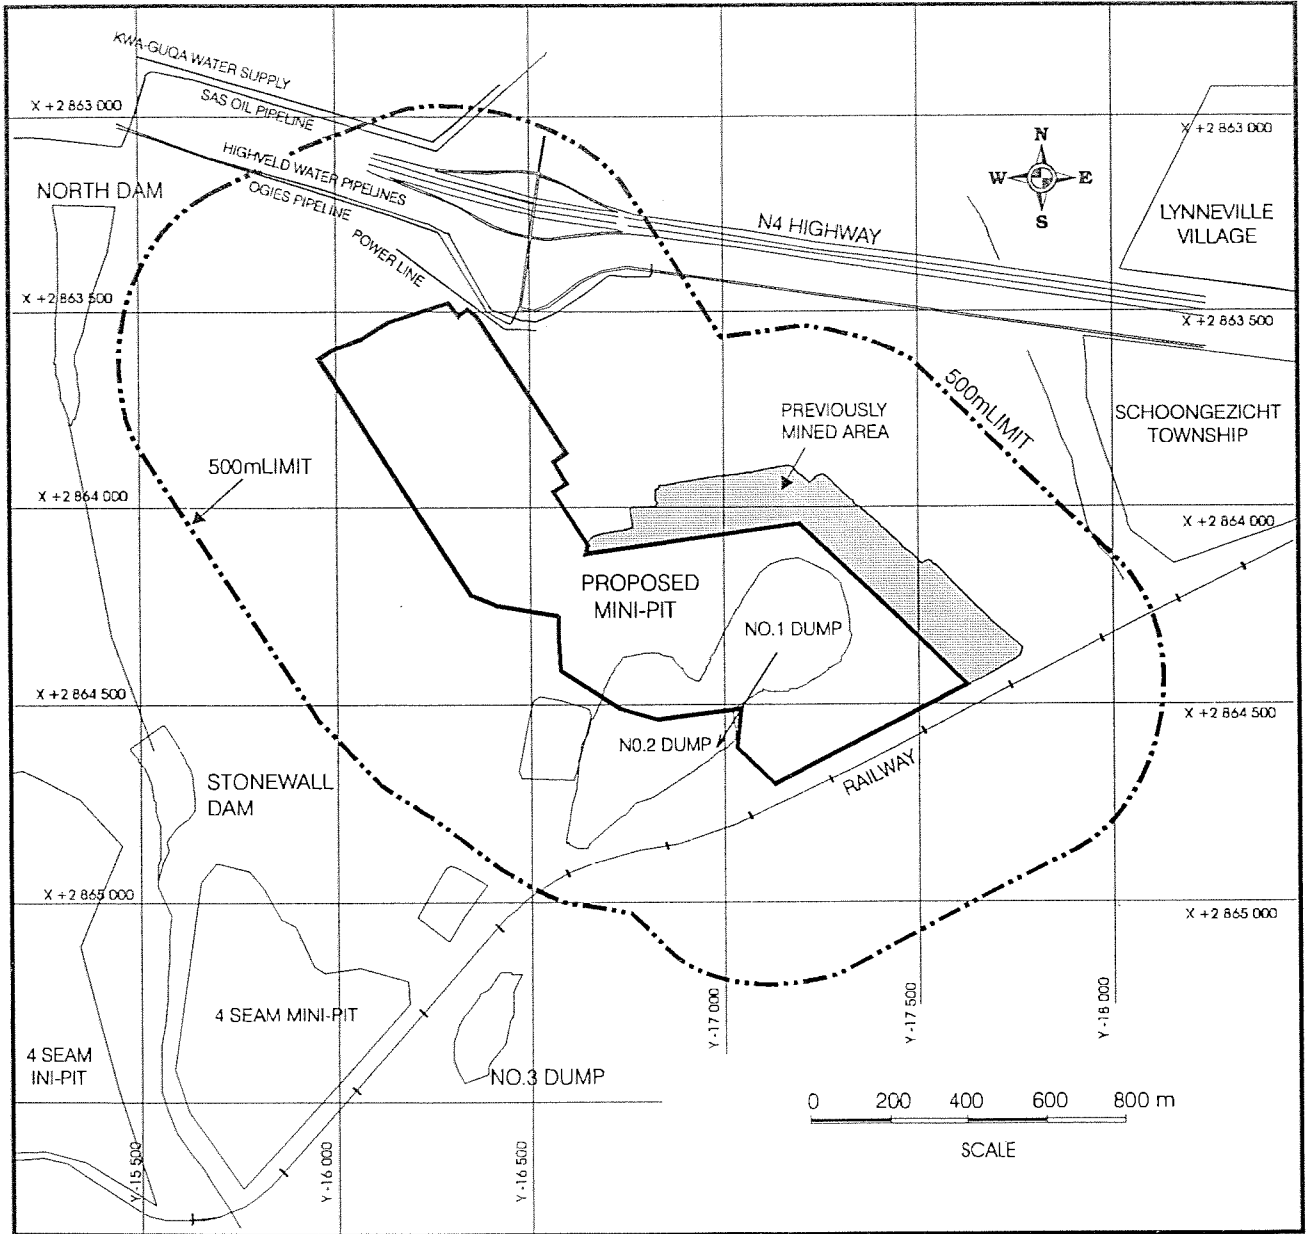 KWA-GUQA WATER SUPPLY
SAS OIL PIPELINE
X +2 863 000
X +2 863 000
HIGHVELD WATER PIPELINES
OGIES PIPELINE
POWER LINE
NORTH DAM
N
W
E
S
N4 HIGHWAY
LYNNEVILLE
VILLAGE
X +2 863 500
X +2 863 500
500mLIMIT
PREVIOUSLY
MINED AREA
SCHOONGEZICHT
TOWNSHIP
500mLIMIT
X +2 864 000
X +2 864 000
PROPOSED
MINI-PIT
NO.1 DUMP
X +2 864 500
X +2 864 500
N0.2 DUMP
RAILWAY
STONEWALL
DAM
X +2 865 000
X +2 865 000
4 SEAM MINI-PIT
4 SEAM
INI-PIT
NO.3 DUMP
Y -17 000
Y -17 500
Y -18 000
0 200 400 600 800 m
SCALE
Y -15 500
Y -16 000
Y -16 500